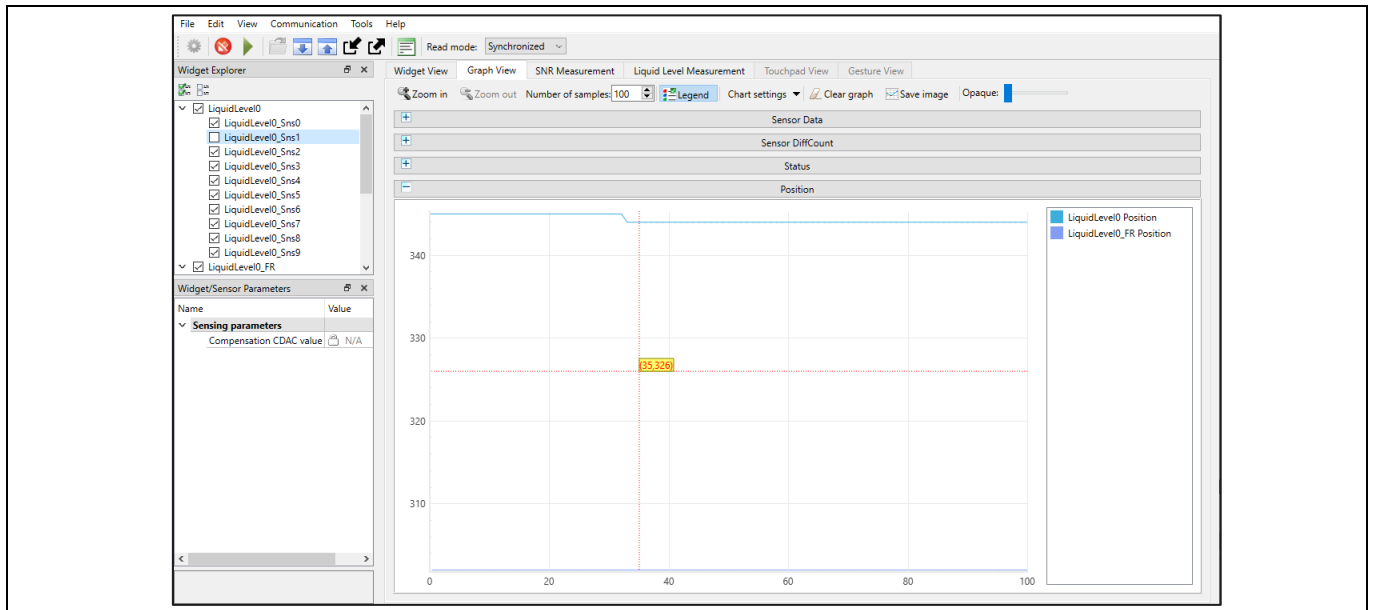 File Edit View Communication Tools Help
Read mode: Synchronized
Widget Explorer
LiquidLevel0
LiquidLevel0_Sns0
LiquidLevel0_Sns1
LiquidLevel0_Sns2
LiquidLevel0_Sns3
LiquidLevel0_Sns4
LiquidLevel0_Sns5
LiquidLevel0_Sns6
LiquidLevel0_Sns7
LiquidLevel0_Sns8
LiquidLevel0_Sns9
LiquidLevel0_FR
Widget/Sensor Parameters
Name Value
Sensing parameters
Compensation CDAC value N/A
Widget View Graph View SNR Measurement Liquid Level Measurement Touchpad View Gesture View
Zoom in Zoom out Number of samples: 100 Legend Chart settings Clear graph Save image Opaque:
Sensor Data
Sensor DiffCount
Status
Position
340
330
320
310
(35,326)
0 20 40 60 80 100
LiquidLevel0 Position
LiquidLevel0_FR Position